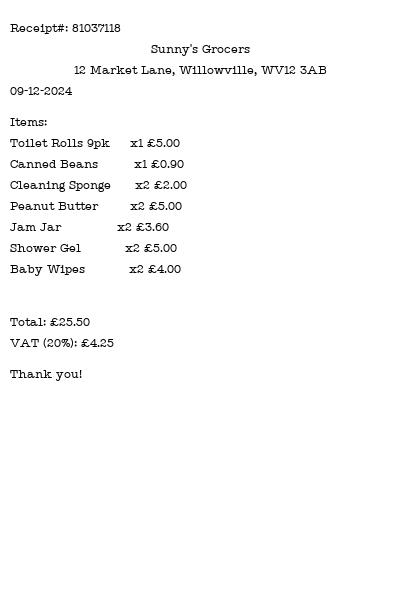 Receipt#: 81037118
Sunny's Grocers
12 Market Lane, Willowville, WV12 3AB
09-12-2024
Items:
Toilet Rolls 9pk x1 £5.00
Canned Beans x1 £0.90
Cleaning Sponge x2 £2.00
Peanut Butter x2 £5.00
Jam Jar x2 £3.60
Shower Gel x2 £5.00
Baby Wipes x2 £4.00
Total: £25.50
VAT (20%): £4.25
Thank you!